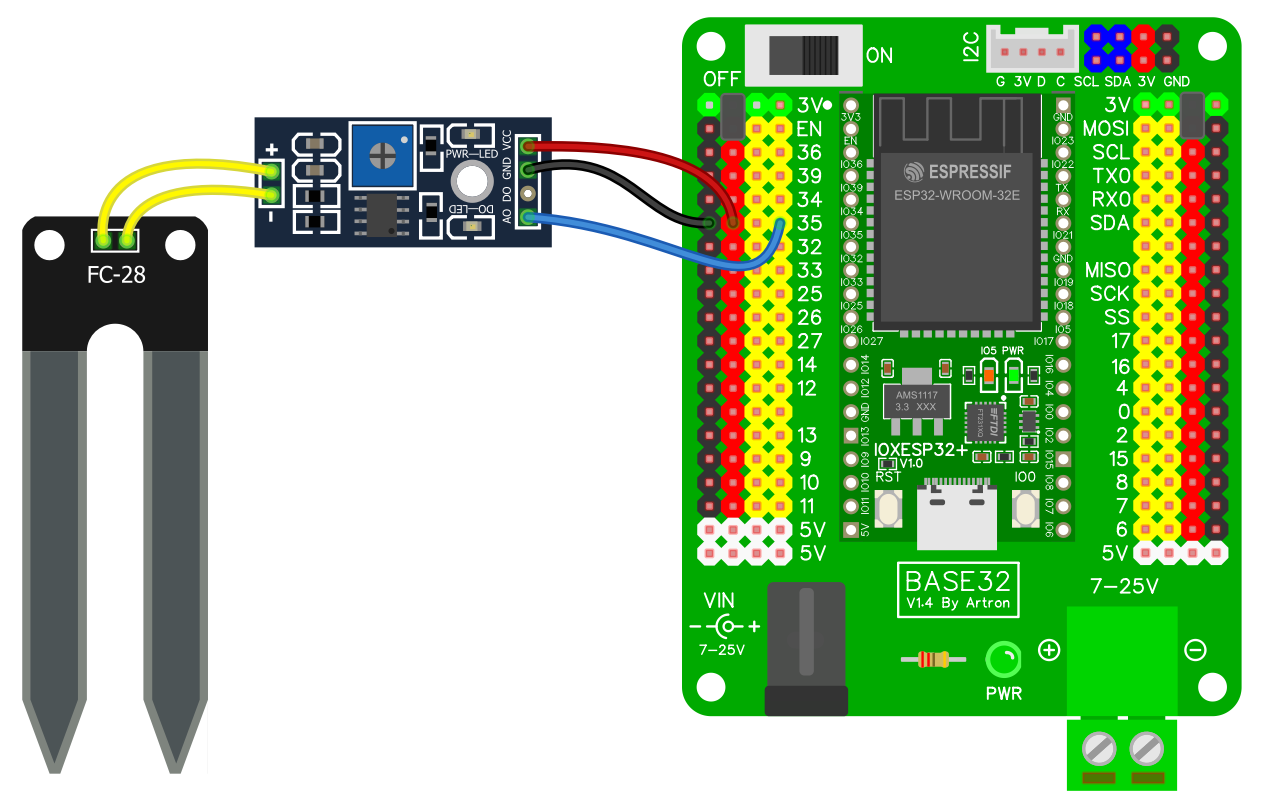 FC-28
+
-
PWR-LED
DO-LED
VCC
GND
DO
AO
OFF
ON
I2C
G 3V D C SCL SDA 3V GND
3V
EN
36
39
34
35
32
33
25
26
27
14
12
13
9
10
11
5V
5V
3V3
EN
IO36
IO39
IO34
IO35
IO32
IO33
IO25
IO26
IO27
IO14
IO12
GND
IO13
IO9
IO10
IO11
5V
ESPRESSIF
ESP32-WROOM-32E
IO5 PWR
AMS1117
3.3 XXX
FTDI
FT231XQ
IOXESP32+
V1.0
RST
IO0
GND
IO23
IO22
TX
RX
IO21
GND
IO19
IO18
IO5
IO17
IO16
IO4
IO0
IO2
IO15
IO8
IO7
IO6
3V
MOSI
SCL
TX0
RX0
SDA
MISO
SCK
SS
17
16
4
0
2
15
8
7
6
5V
7-25V
BASE32
V1.4 By Artron
VIN
- +
7-25V
PWR
+
-